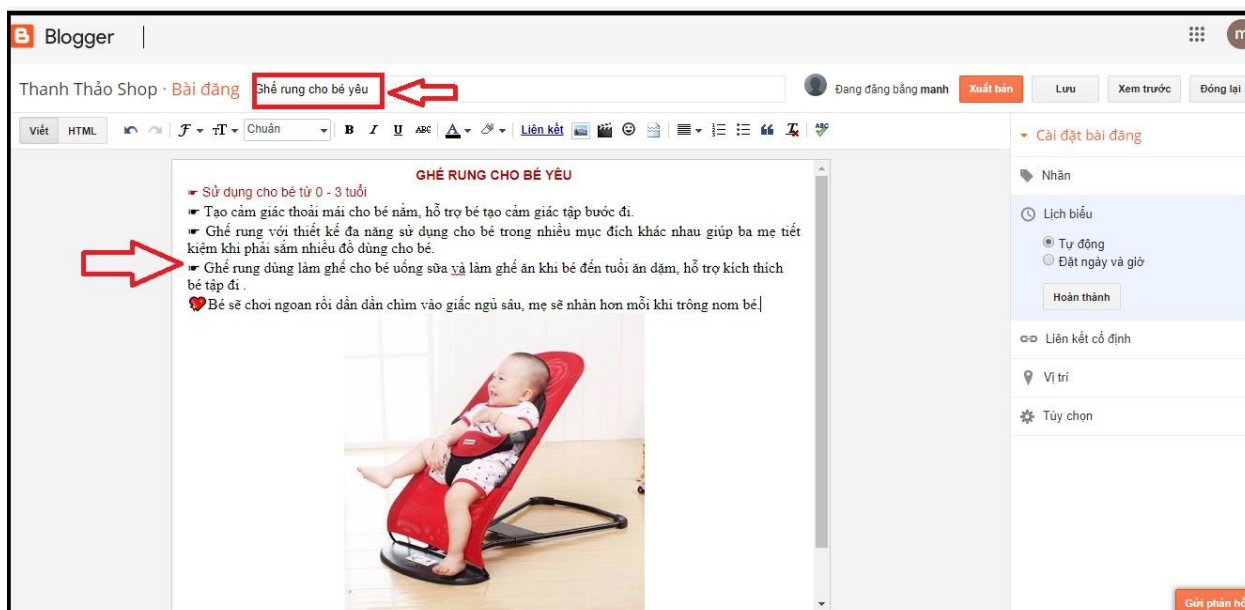 Blogger
m
Thanh Thảo Shop · Bài đăng Ghế rung cho bé yêu Đang đăng bằng manh Xuất bản Lưu Xem trước Đóng lại
Viết HTML Chuẩn B I U ABC A Liên kết ABC
Cài đặt bài đăng
GHẾ RUNG CHO BÉ YÊU
☛ Sử dụng cho bé từ 0 - 3 tuổi
☛ Tạo cảm giác thoải mái cho bé nằm, hỗ trợ bé tạo cảm giác tập bước đi.
☛ Ghế rung với thiết kế đa năng sử dụng cho bé trong nhiều mục đích khác nhau giúp ba mẹ tiết
kiệm khi phải sắm nhiều đồ dùng cho bé.
☛ Ghế rung dùng làm ghế cho bé uống sữa và làm ghế ăn khi bé đến tuổi ăn dặm, hỗ trợ kích thích
bé tập đi .
💖Bé sẽ chơi ngoan rồi dần dần chìm vào giấc ngủ sâu, mẹ sẽ nhàn hơn mỗi khi trông nom bé.
Nhãn
Lịch biểu
Tự động
Đặt ngày và giờ
Hoàn thành
Liên kết cố định
Vị trí
Tùy chọn
Gửi phản hồ